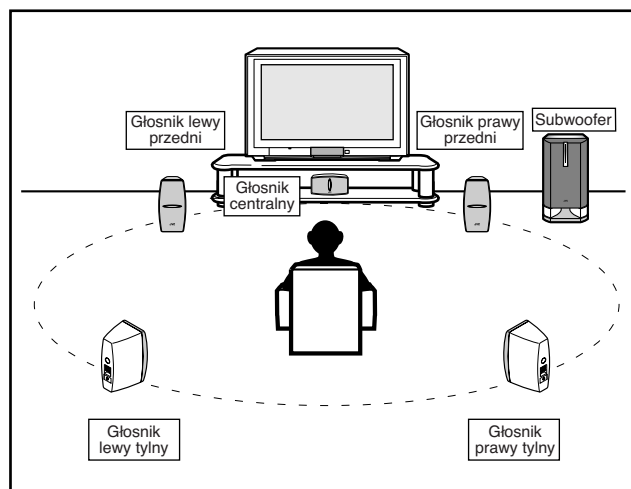 Głosnik lewy
przedni
Głosnik prawy
przedni
Subwoofer
Głosnik
centralny
Głosnik
lewy tylny
Głosnik
prawy tylny